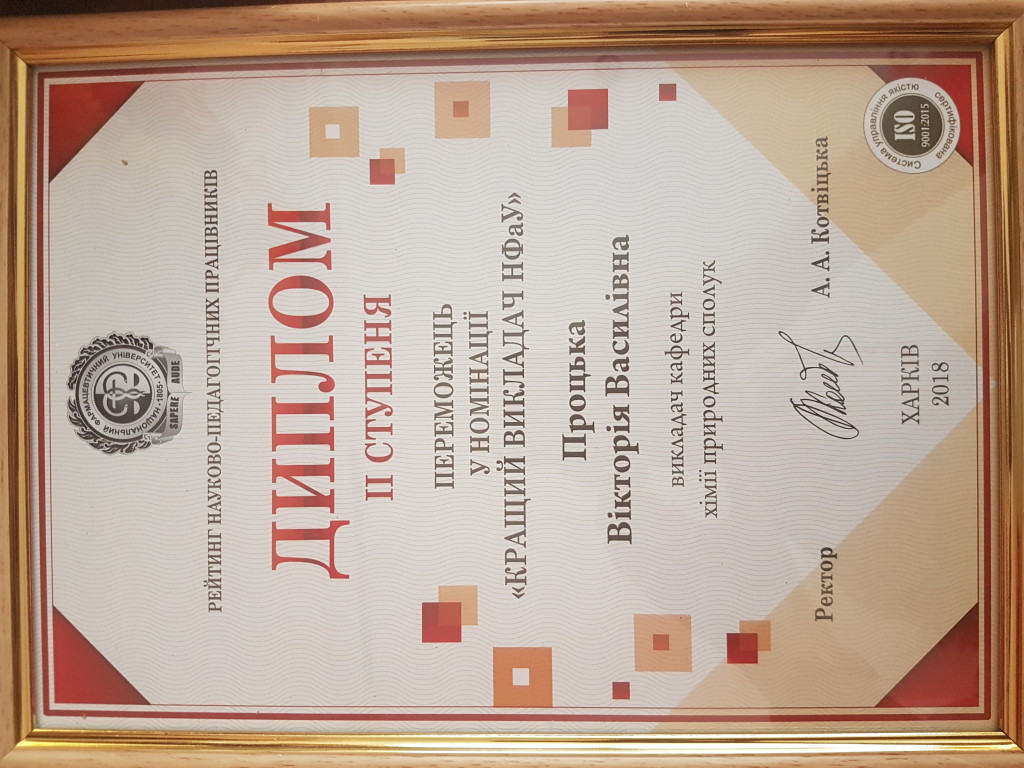 НАЦІОНАЛЬНИЙ ФАРМАЦЕВТИЧНИЙ УНІВЕРСИТЕТ
·1805·
SAPERE AUDE
РЕЙТИНГ НАУКОВО-ПЕДАГОГІЧНИХ ПРАЦІВНИКІВ
ДИПЛОМ
ІІ СТУПЕНЯ
ПЕРЕМОЖЕЦЬ
У НОМІНАЦІЇ
«КРАЩИЙ ВИКЛАДАЧ НФаУ»
Процька
Вікторія Василівна
викладач кафедри
хімії природних сполук
Ректор А. А. Котвіцька
ХАРКІВ
2018
Система управління якістю сертифікована
ISO
9001:2015